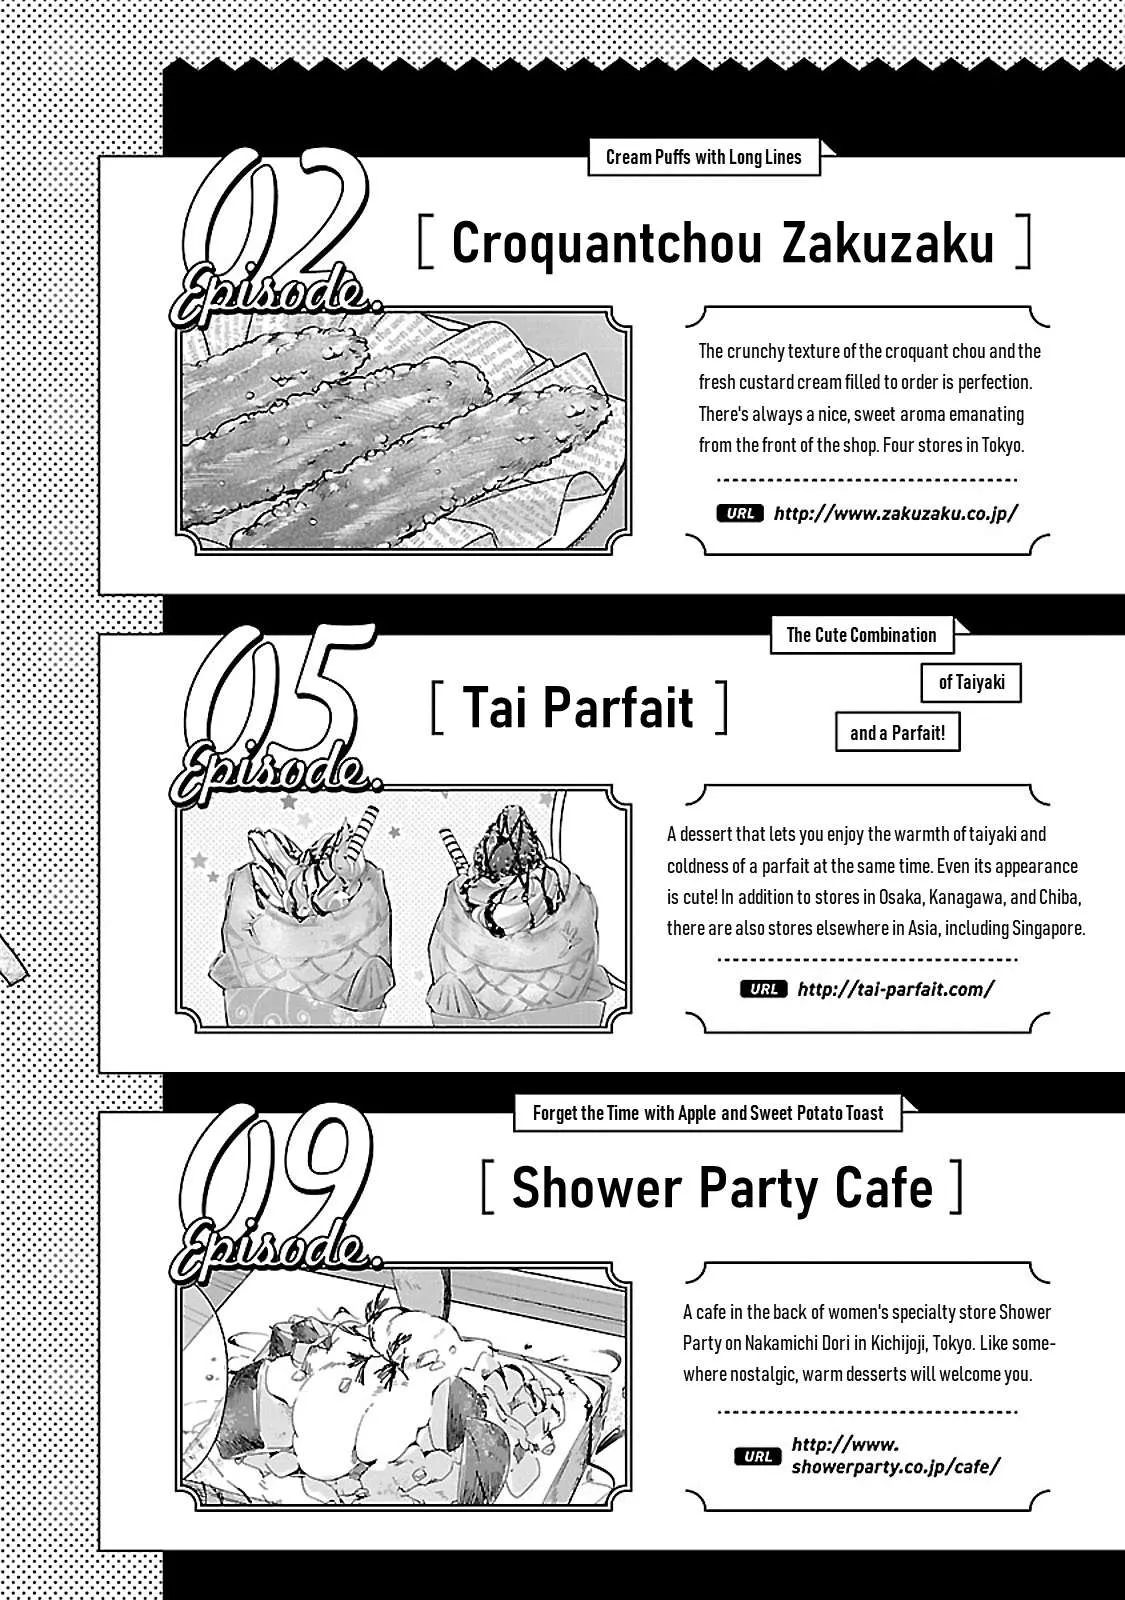 Cream Puffs with Long Lines
02
Episode.
[ Croquantchou Zakuzaku ]
The crunchy texture of the croquant chou and the
fresh custard cream filled to order is perfection.
There's always a nice, sweet aroma emanating
from the front of the shop. Four stores in Tokyo.
URL http://www.zakuzaku.co.jp/
The Cute Combination
of Taiyaki
and a Parfait!
05
Episode.
[ Tai Parfait ]
A dessert that lets you enjoy the warmth of taiyaki and
coldness of a parfait at the same time. Even its appearance
is cute! In addition to stores in Osaka, Kanagawa, and Chiba,
there are also stores elsewhere in Asia, including Singapore.
URL http://tai-parfait.com/
Forget the Time with Apple and Sweet Potato Toast
09
Episode.
[ Shower Party Cafe ]
A cafe in the back of women's specialty store Shower
Party on Nakamichi Dori in Kichijoji, Tokyo. Like some-
where nostalgic, warm desserts will welcome you.
URL http://www.
showerparty.co.jp/cafe/